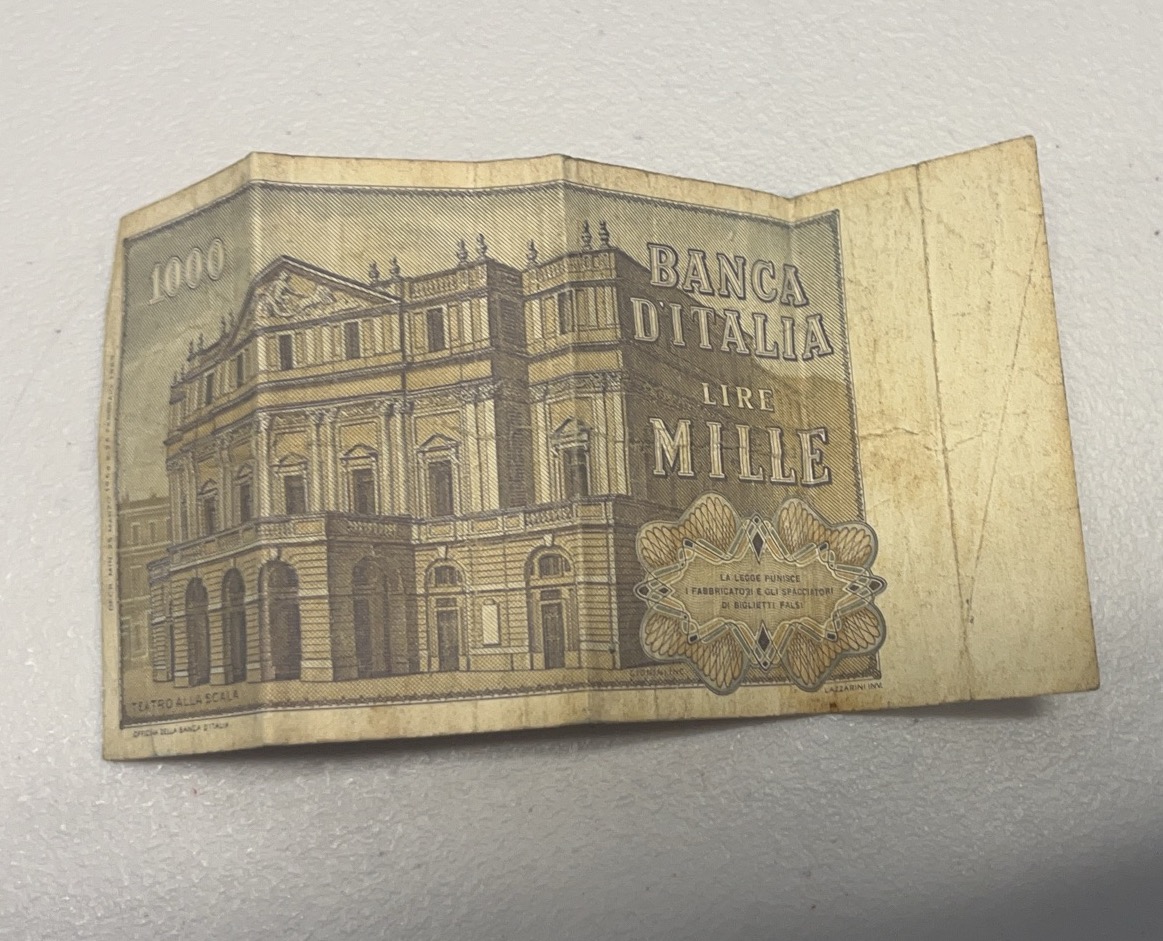 1000
BANCA
D'ITALIA
LIRE
MILLE
LA LEGGE PUNISCE
I FABBRICATORI E GLI SPACCIATORI
DI BIGLIETTI FALSI
TEATRO ALLA SCALA
LAZZARINI INV.
OFFICINA DELLA BANCA D'ITALIA